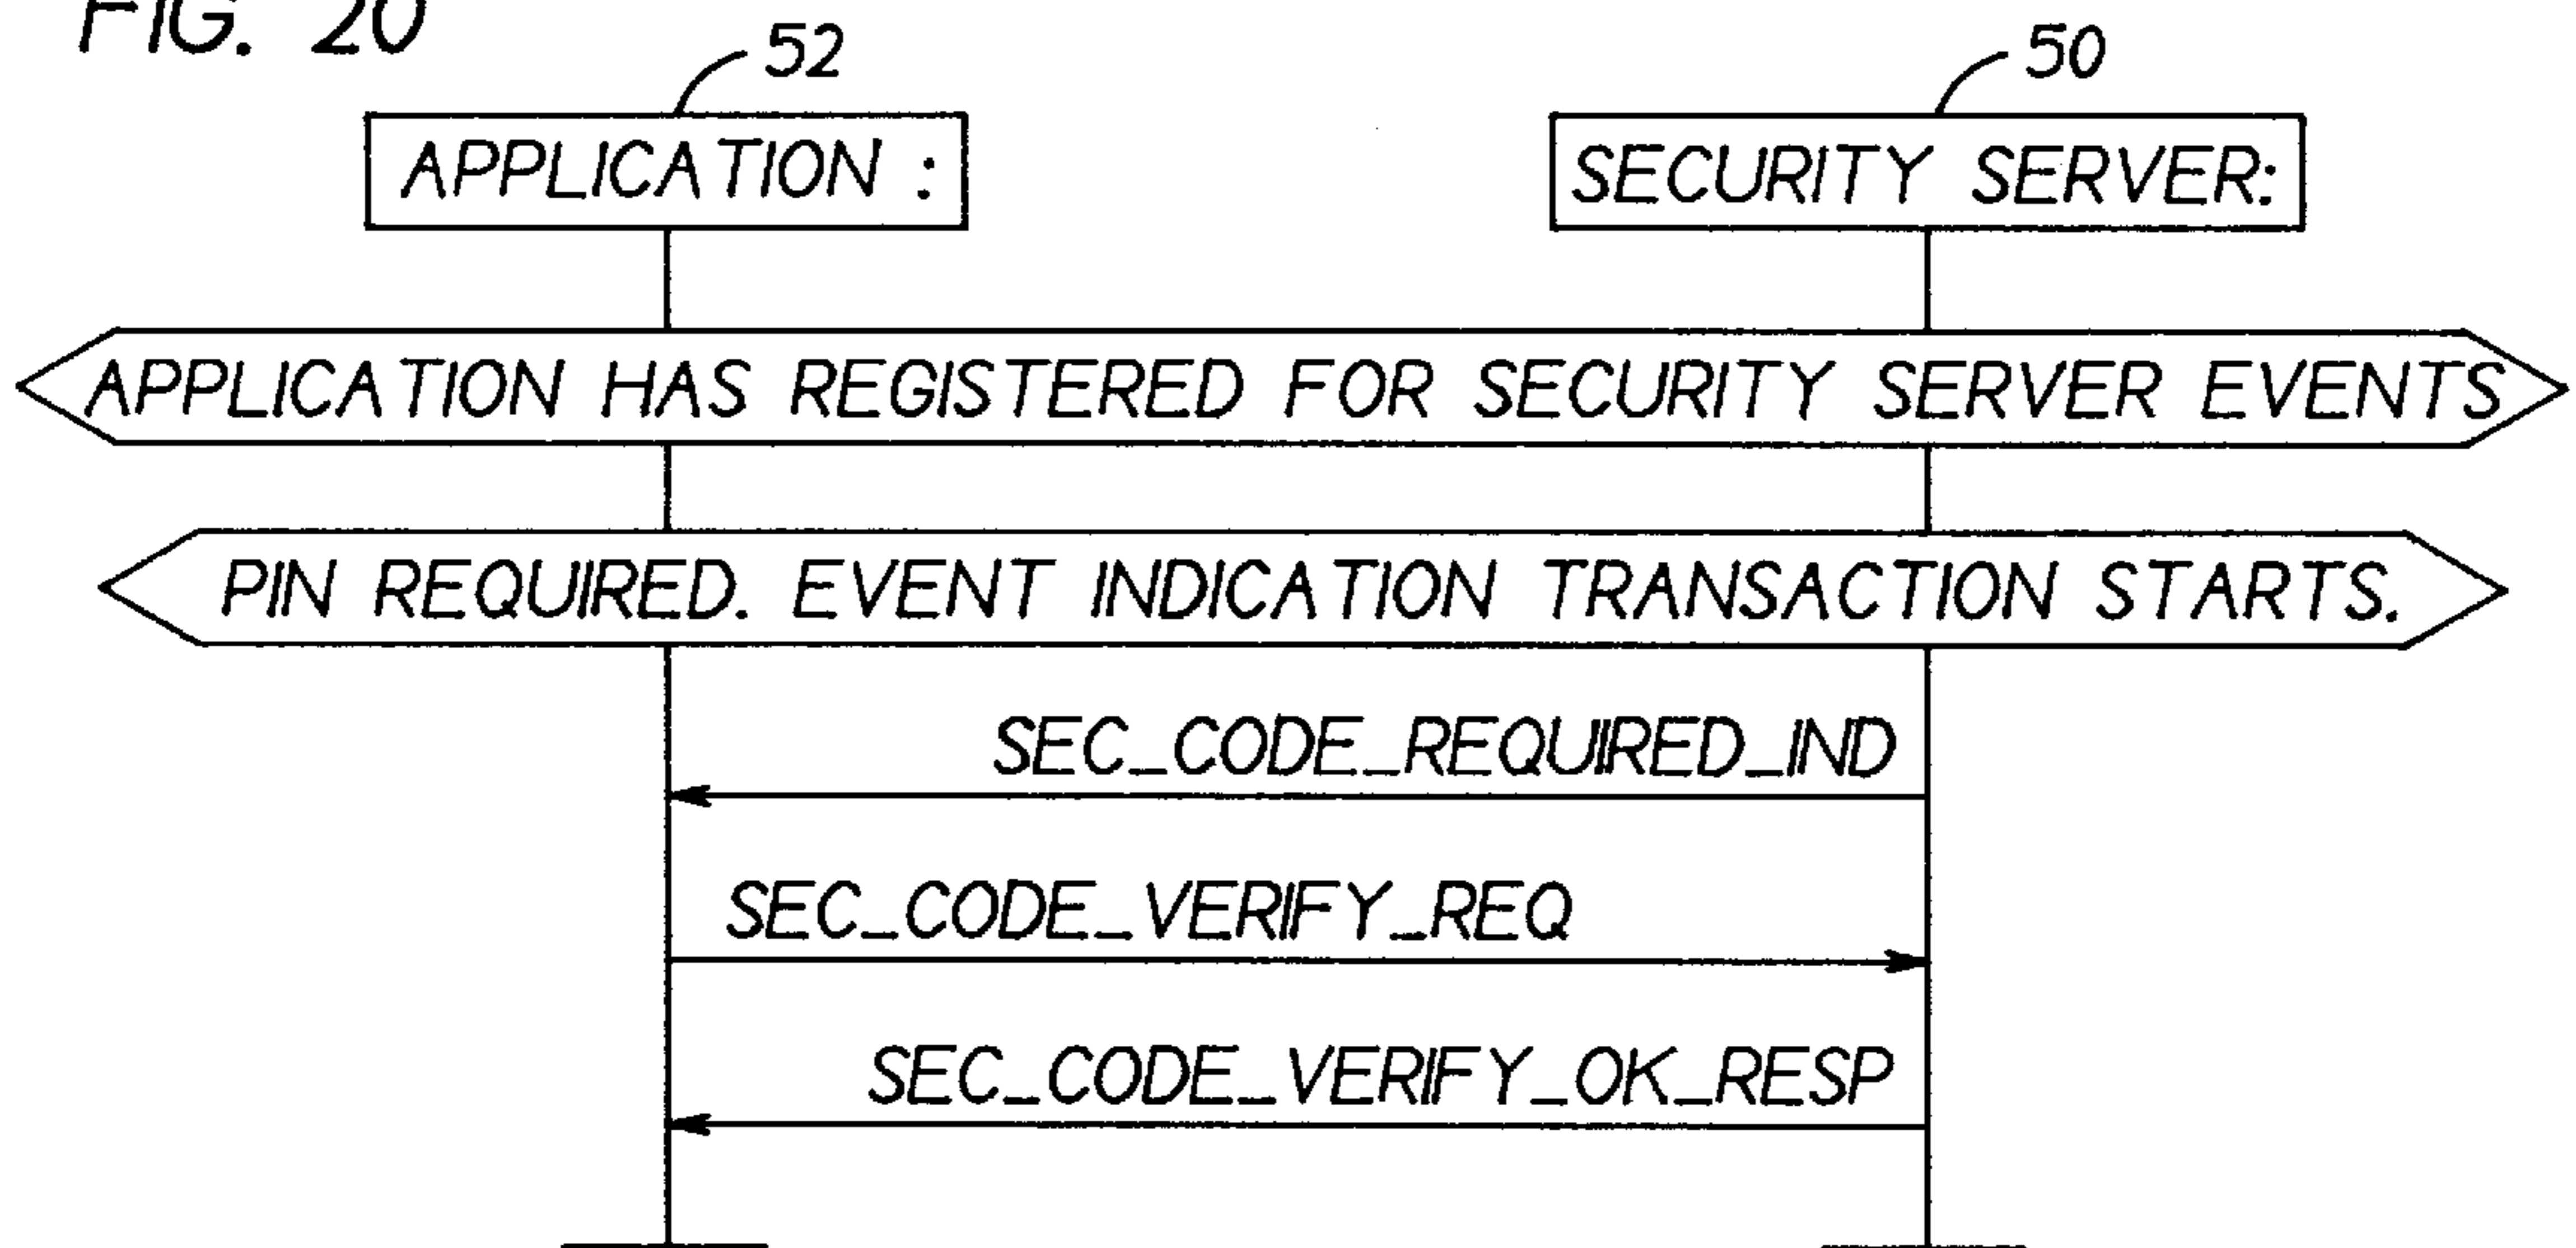 FIG. 20
52
50
APPLICATION :
SECURITY SERVER:
APPLICATION HAS REGISTERED FOR SECURITY SERVER EVENTS
PIN REQUIRED. EVENT INDICATION TRANSACTION STARTS.
SEC_CODE_REQUIRED_IND
SEC_CODE_VERIFY_REQ
SEC_CODE_VERIFY_OK_RESP